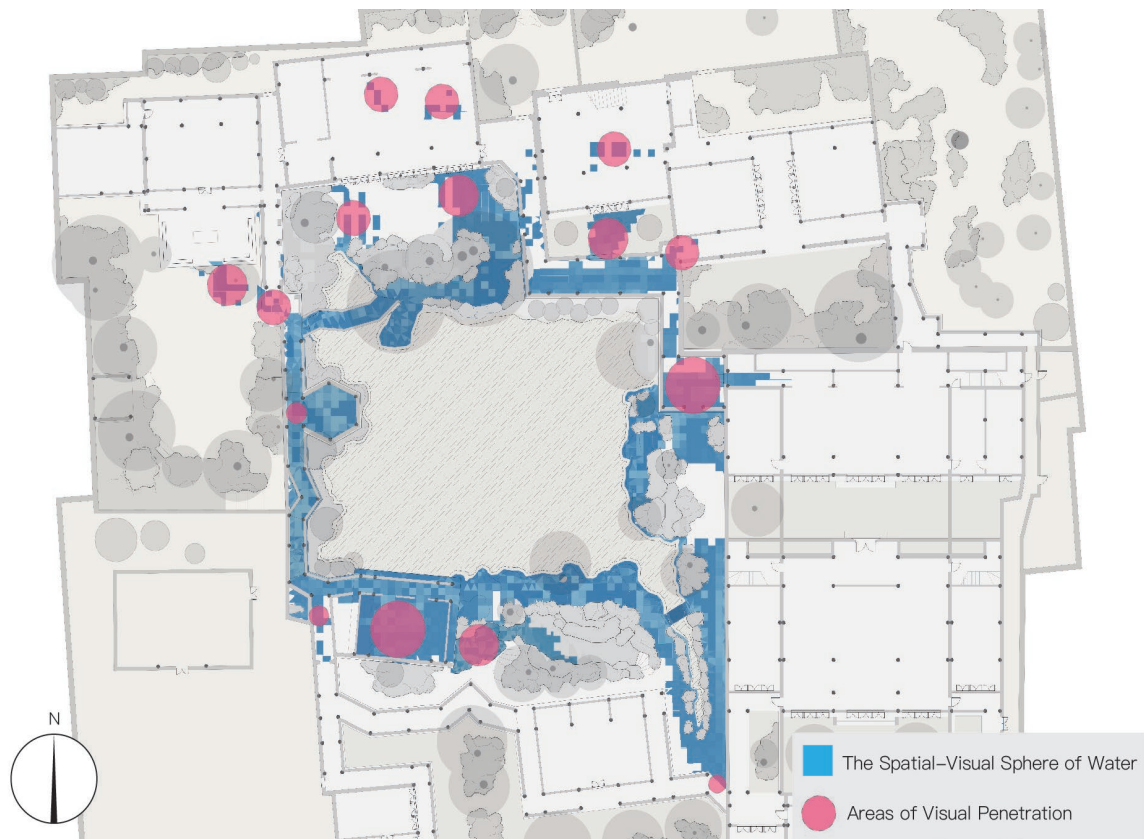 N
The Spatial–Visual Sphere of Water
Areas of Visual Penetration